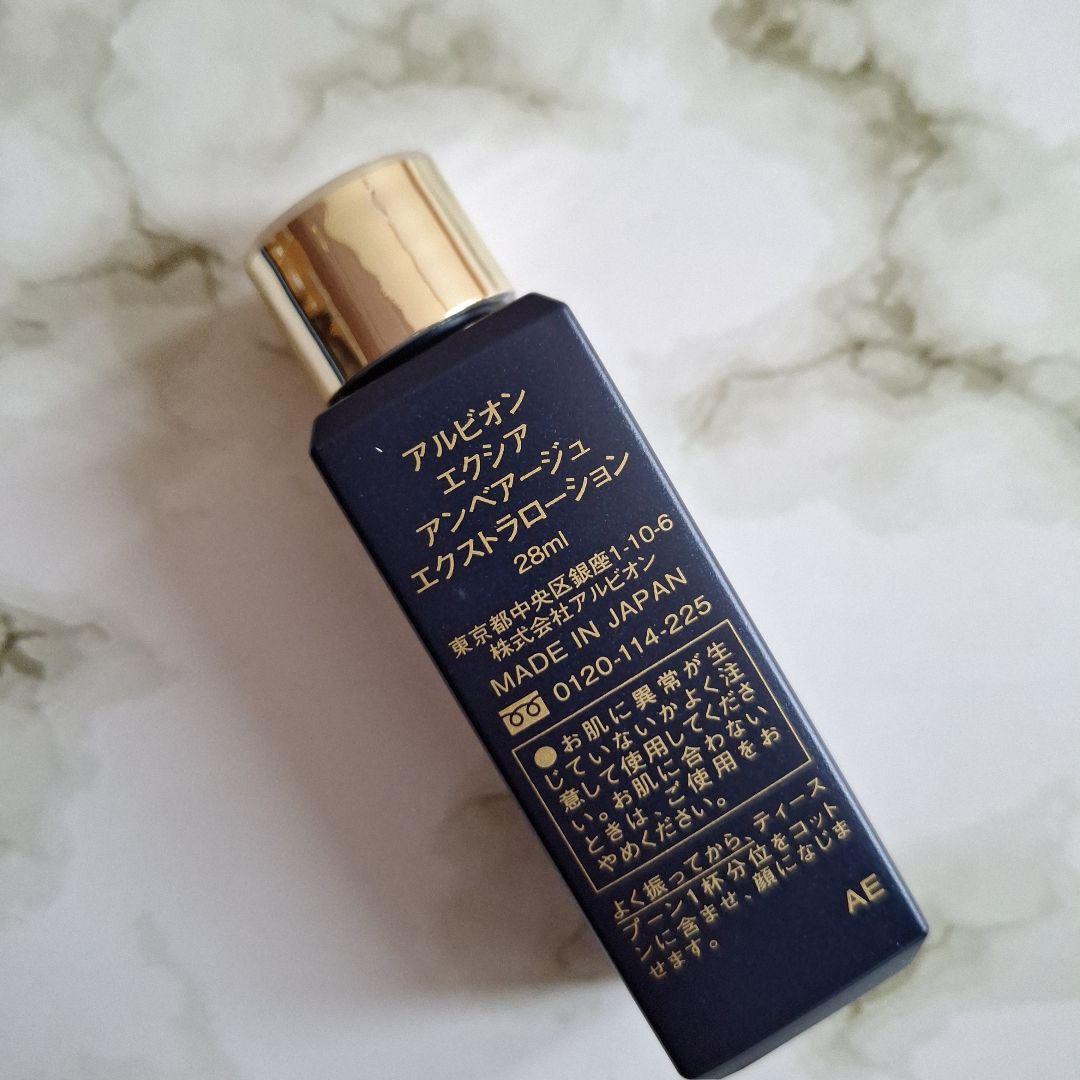 アルビオン
エクシア
アンベアージュ
エクストラローション
28ml
東京都中央区銀座1-10-6
株式会社アルビオン
MADE IN JAPAN
0120-114-225
●お肌に異常が生
じていないかよく注
意して使用してくださ
い。お肌に合わない
ときは、ご使用をお
やめください。
よく振ってから、ティース
プーン1杯分位をコット
ンに含ませ、顔になじま
せます。
AE